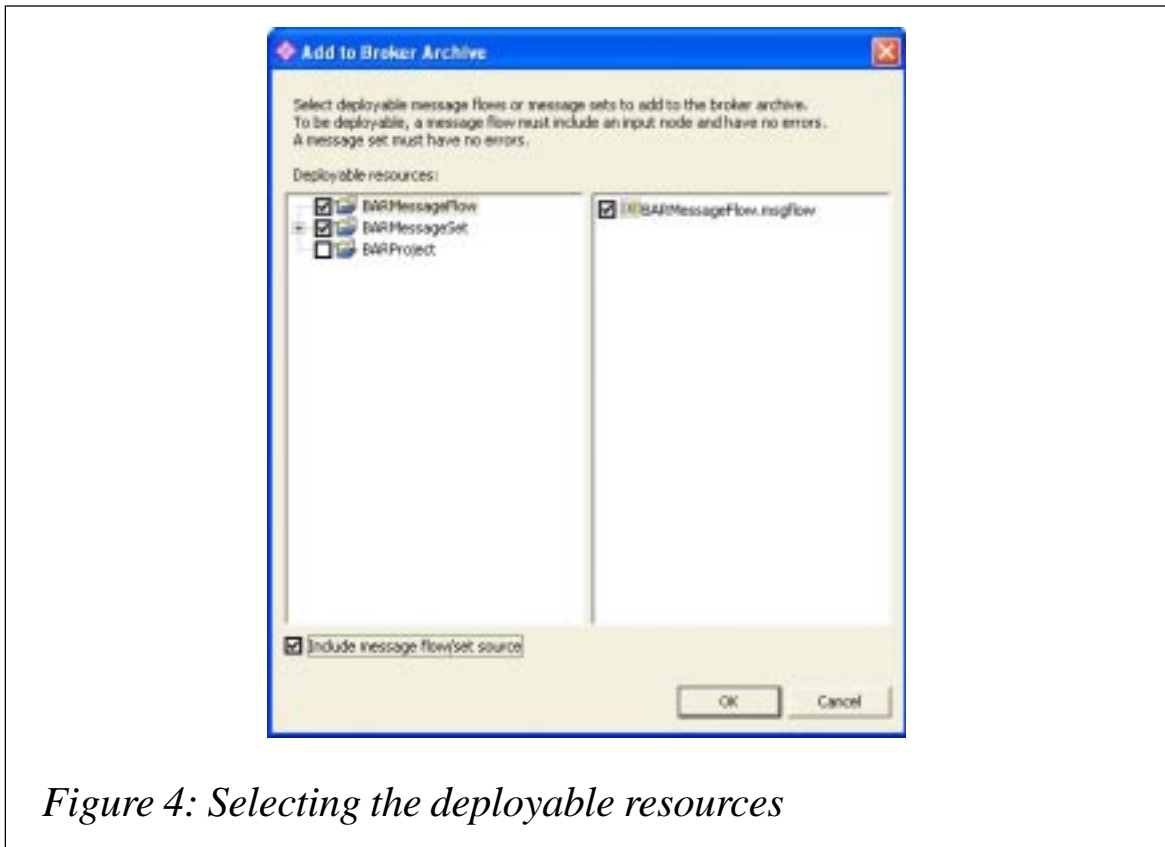 Add to Broker Archive
Select deployable message flows or message sets to add to the broker archive.
To be deployable, a message flow must include an input node and have no errors.
A message set must have no errors.
Deployable resources:
BARMessageFlow
BARMessageSet
BARProject
BARMessageFlow.msgflow
Include message flow/set source
OK
Cancel
Figure 4: Selecting the deployable resources